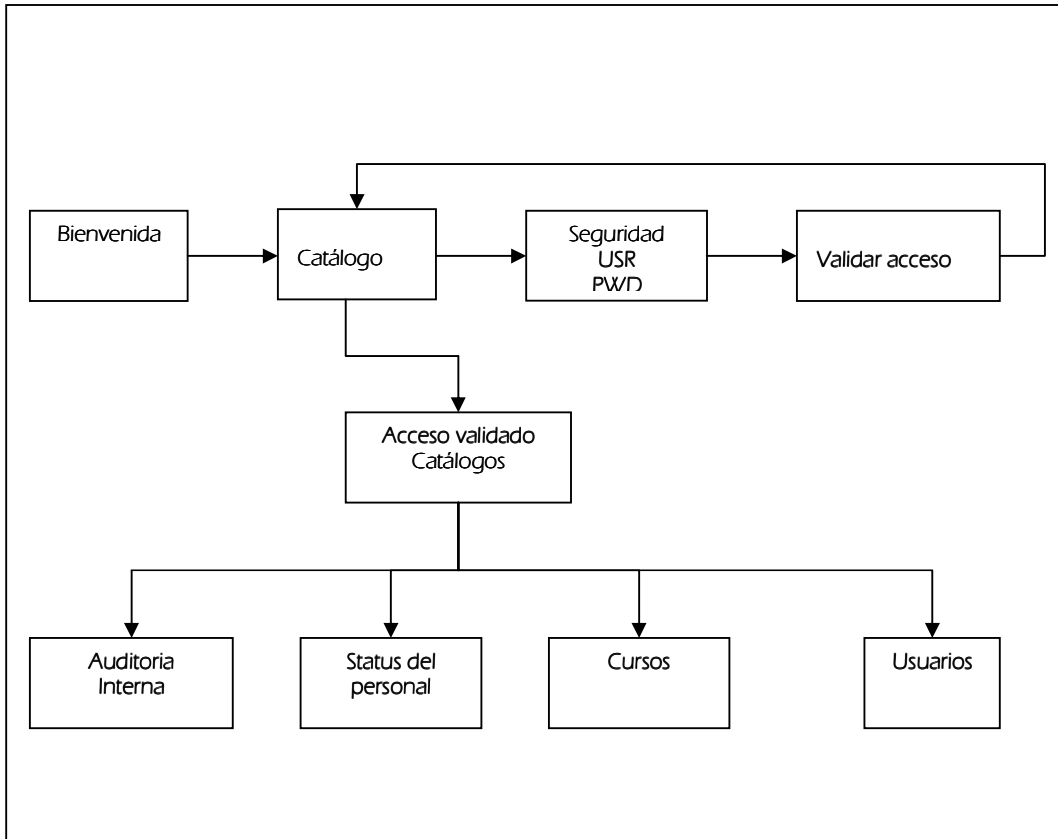 Bienvenida
Catálogo
Seguridad
USR
PWD
Validar acceso
Acceso validado
Catálogos
Auditoria
Interna
Status del
personal
Cursos
Usuarios